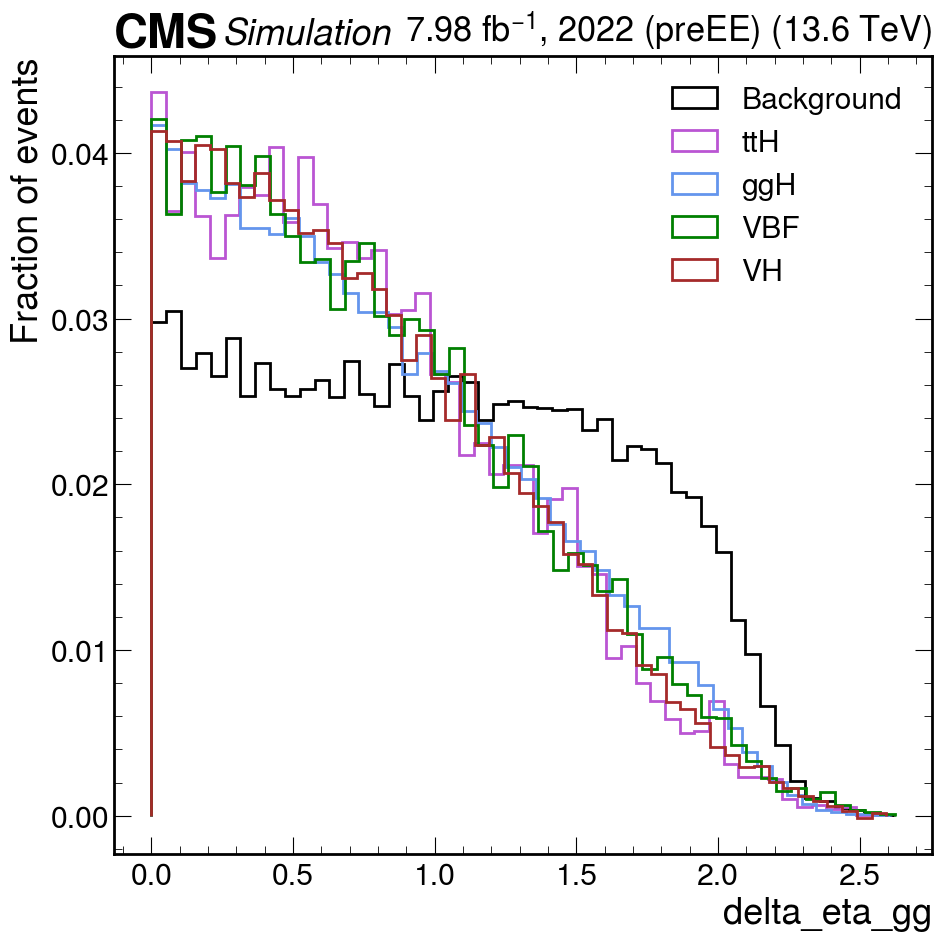 CMS Simulation 7.98 fb⁻¹, 2022 (preEE) (13.6 TeV)
Fraction of events
Background
ttH
ggH
VBF
VH
0.04
0.03
0.02
0.01
0.00
0.0 0.5 1.0 1.5 2.0 2.5
delta_eta_gg